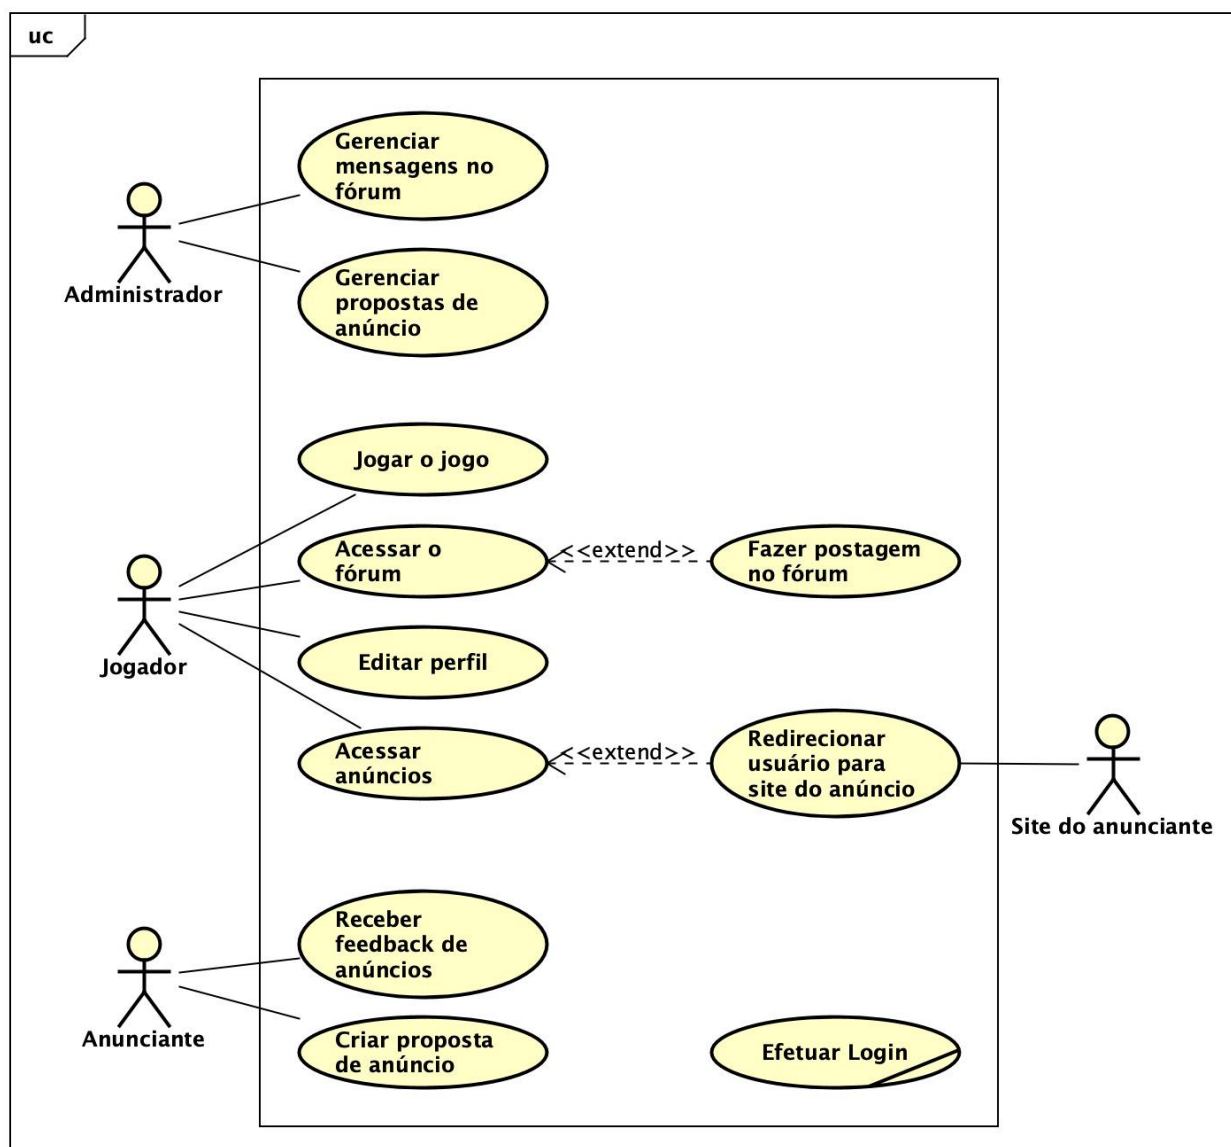 uc
Gerenciar
mensagens no
fórum
Administrador
Gerenciar
propostas de
anúncio
Jogar o jogo
Acessar o
fórum
<<extend>>
Fazer postagem
no fórum
Jogador
Editar perfil
Acessar
anúncios
<<extend>>
Redirecionar
usuário para
site do anúncio
Site do anunciante
Receber
feedback de
anúncios
Anunciante
Criar proposta
de anúncio
Efetuar Login